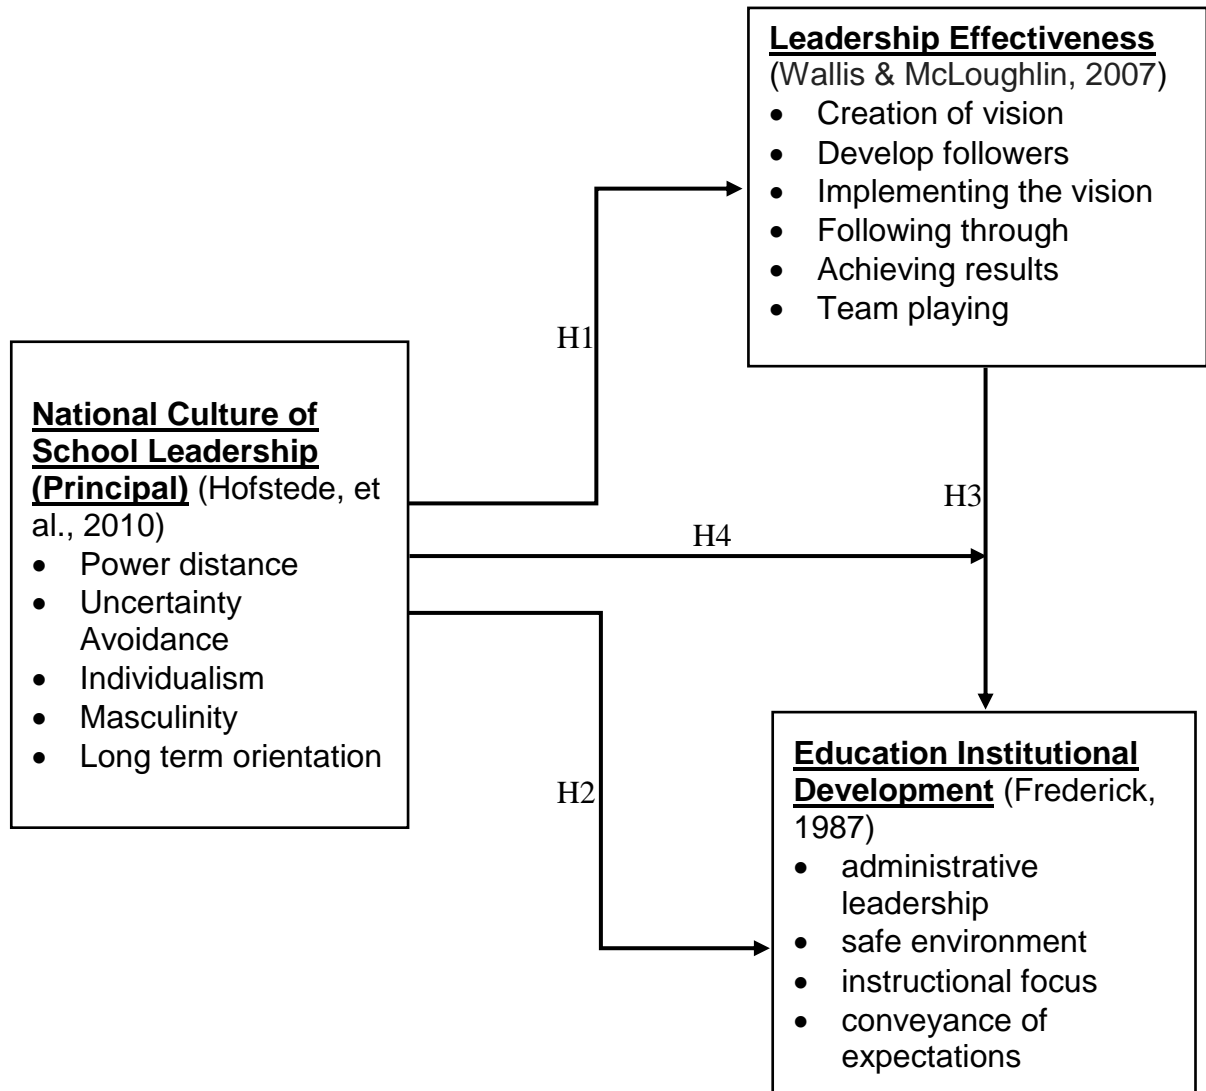 Leadership Effectiveness
(Wallis & McLoughlin, 2007)
• Creation of vision
• Develop followers
• Implementing the vision
• Following through
• Achieving results
• Team playing
H1
National Culture of
School Leadership
(Principal) (Hofstede, et
al., 2010)
• Power distance
• Uncertainty
Avoidance
• Individualism
• Masculinity
• Long term orientation
H3
H4
H2
Education Institutional
Development (Frederick,
1987)
• administrative
leadership
• safe environment
• instructional focus
• conveyance of
expectations